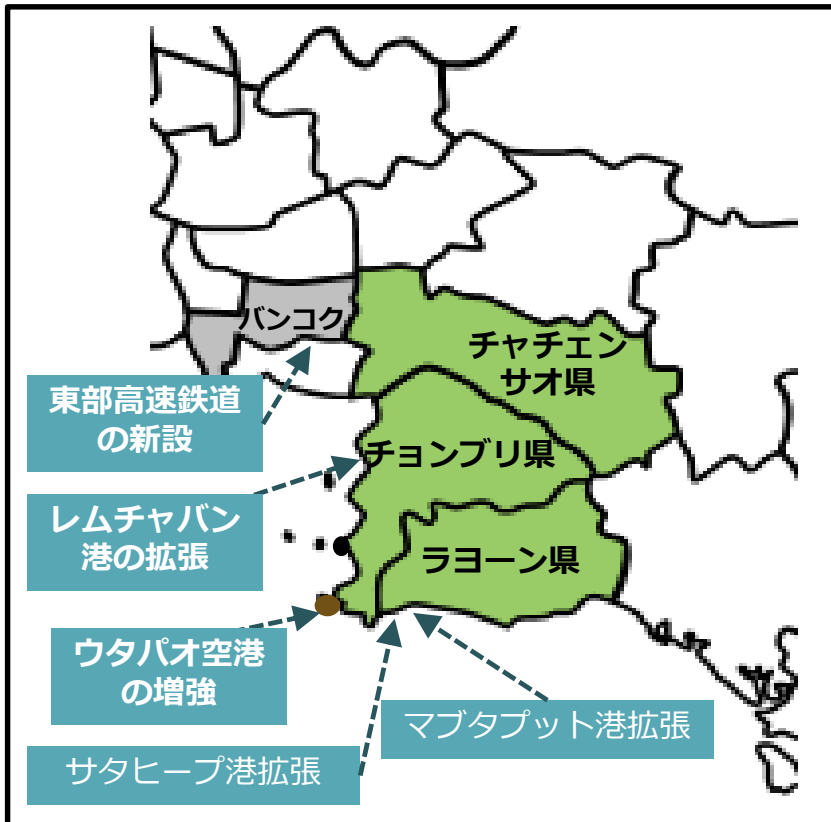 バンコク
チャチェン
サオ県
東部高速鉄道
の新設
チョンブリ県
レムチャバン
港の拡張
ラヨーン県
ウタパオ空港
の増強
マブタプット港拡張
サタヒープ港拡張